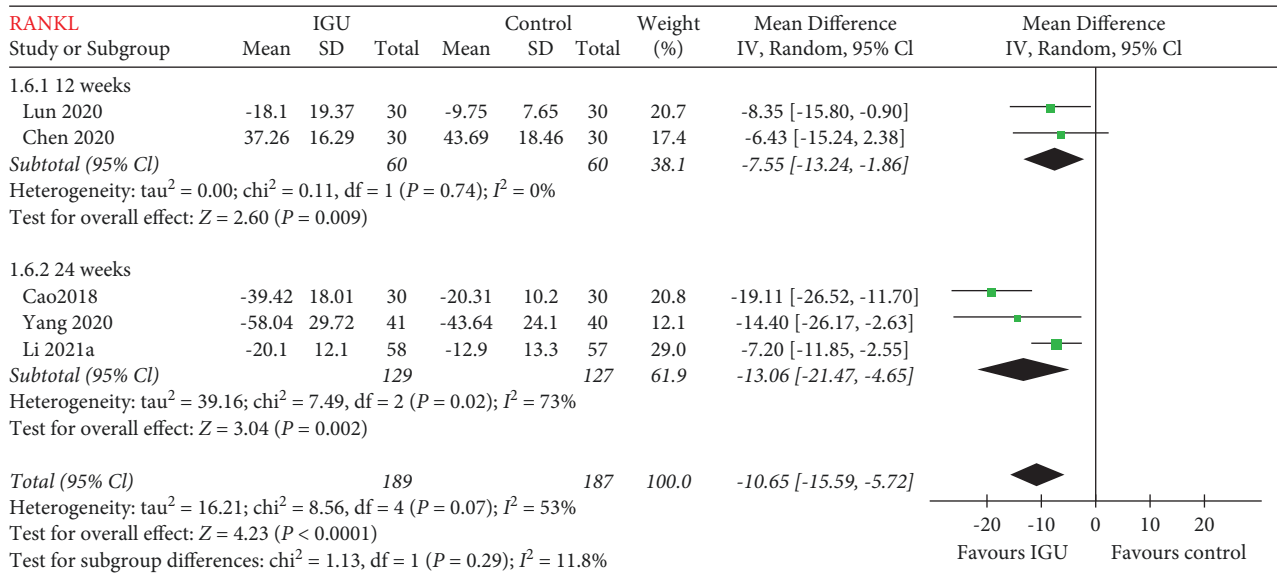 RANKL IGU Control Weight Mean Difference Mean Difference
Study or Subgroup Mean SD Total Mean SD Total (%) IV, Random, 95% Cl IV, Random, 95% Cl
1.6.1 12 weeks
Lun 2020 -18.1 19.37 30 -9.75 7.65 30 20.7 -8.35 [-15.80, -0.90]
Chen 2020 37.26 16.29 30 43.69 18.46 30 17.4 -6.43 [-15.24, 2.38]
Subtotal (95% Cl) 60 60 38.1 -7.55 [-13.24, -1.86]
Heterogeneity: tau² = 0.00; chi² = 0.11, df = 1 (P = 0.74); I² = 0%
Test for overall effect: Z = 2.60 (P = 0.009)
1.6.2 24 weeks
Cao2018 -39.42 18.01 30 -20.31 10.2 30 20.8 -19.11 [-26.52, -11.70]
Yang 2020 -58.04 29.72 41 -43.64 24.1 40 12.1 -14.40 [-26.17, -2.63]
Li 2021a -20.1 12.1 58 -12.9 13.3 57 29.0 -7.20 [-11.85, -2.55]
Subtotal (95% Cl) 129 127 61.9 -13.06 [-21.47, -4.65]
Heterogeneity: tau² = 39.16; chi² = 7.49, df = 2 (P = 0.02); I² = 73%
Test for overall effect: Z = 3.04 (P = 0.002)
Total (95% Cl) 189 187 100.0 -10.65 [-15.59, -5.72]
Heterogeneity: tau² = 16.21; chi² = 8.56, df = 4 (P = 0.07); I² = 53%
Test for overall effect: Z = 4.23 (P < 0.0001)
Test for subgroup differences: chi² = 1.13, df = 1 (P = 0.29); I² = 11.8%
-20 -10 0 10 20
Favours IGU Favours control